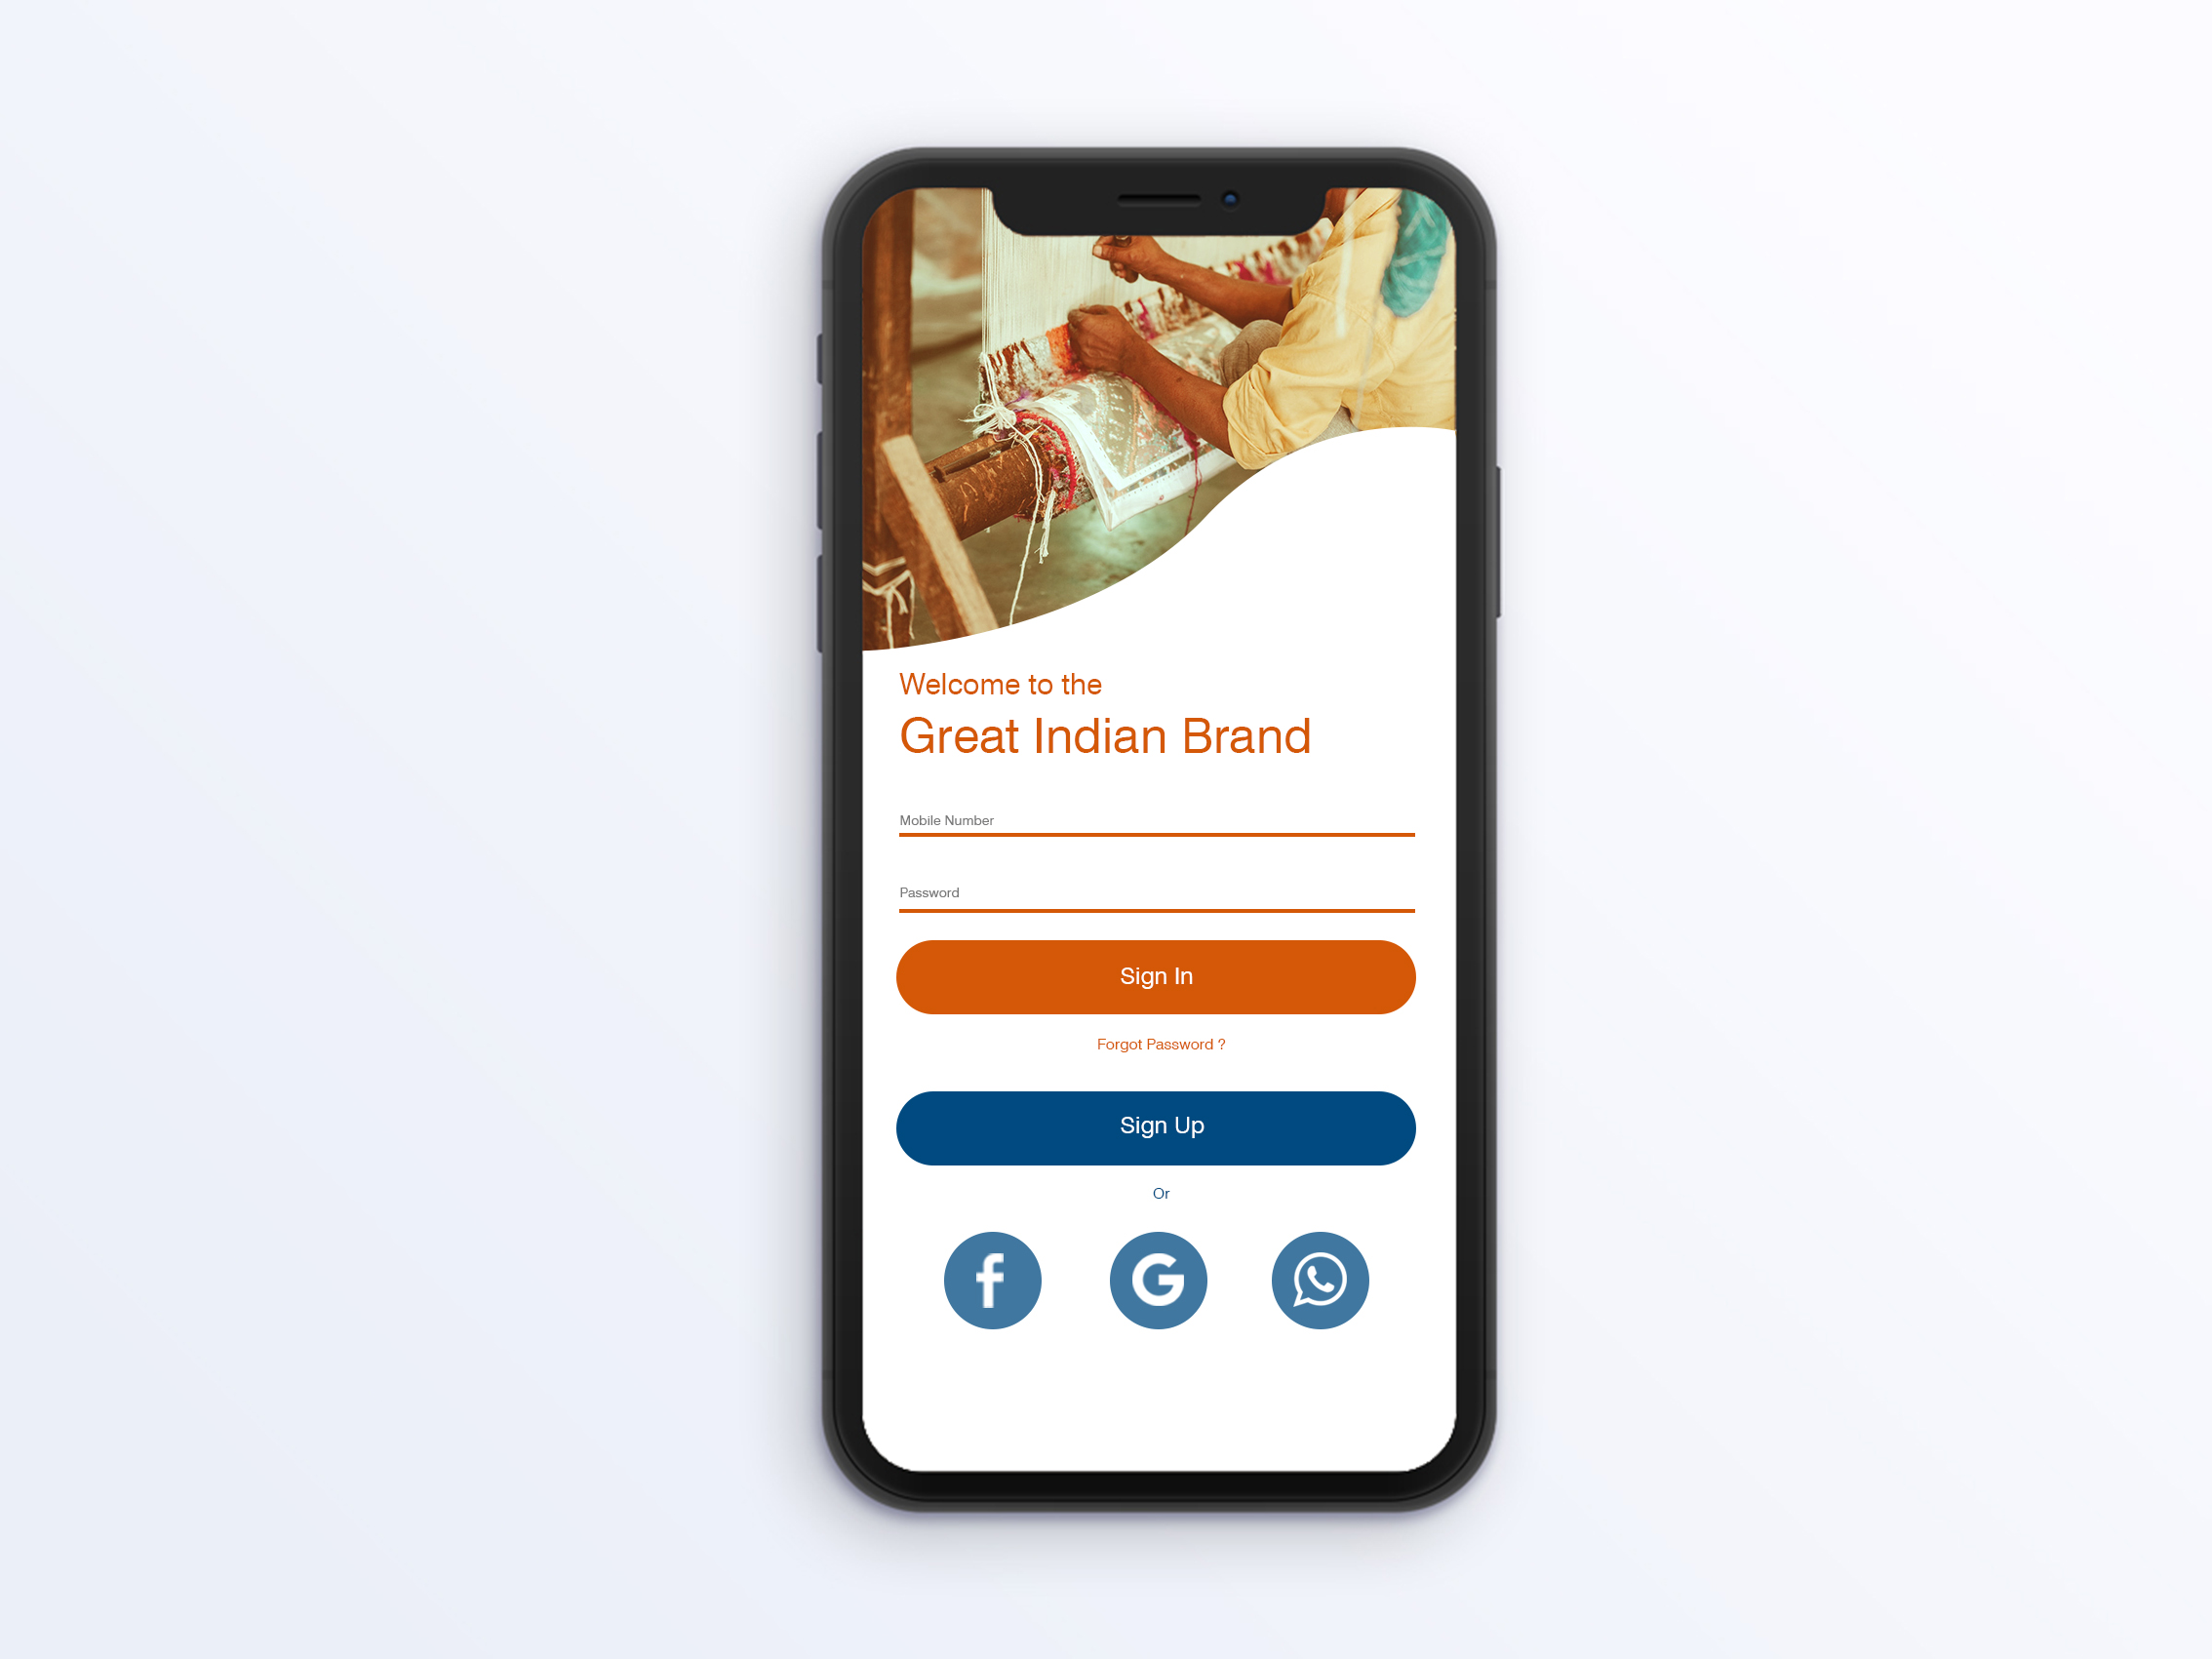 Welcome to the
Great Indian Brand
Mobile Number
Password
Sign In
Forgot Password ?
Sign Up
Or